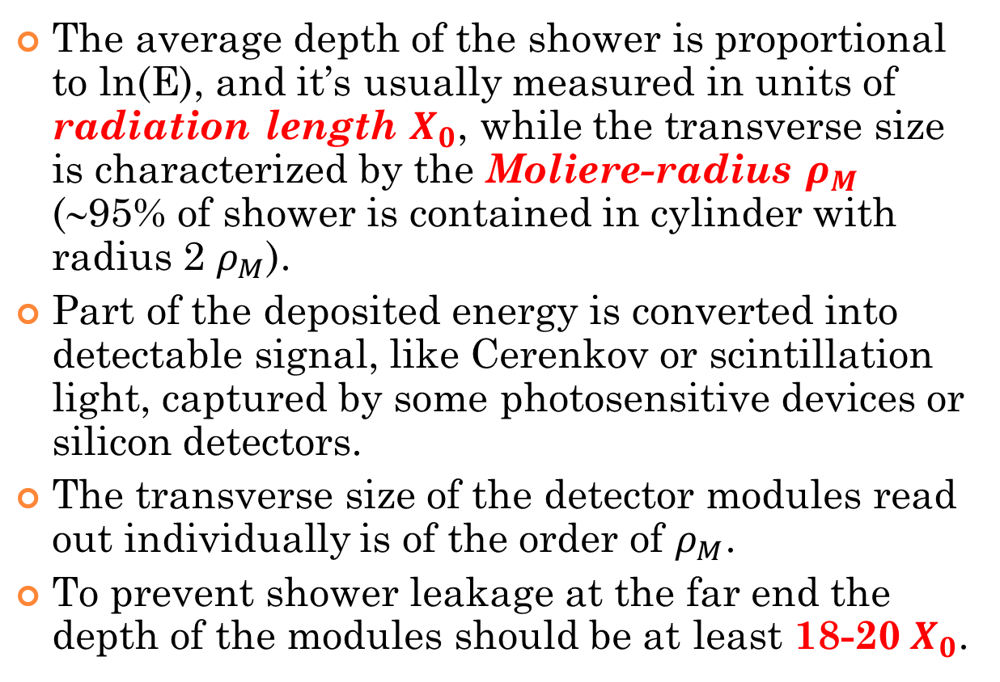 The average depth of the shower is proportional
to ln(E), and it’s usually measured in units of
radiation length X₀, while the transverse size
is characterized by the Moliere-radius ρ_M
(~95% of shower is contained in cylinder with
radius 2 ρ_M).
Part of the deposited energy is converted into
detectable signal, like Cerenkov or scintillation
light, captured by some photosensitive devices or
silicon detectors.
The transverse size of the detector modules read
out individually is of the order of ρ_M.
To prevent shower leakage at the far end the
depth of the modules should be at least 18-20 X₀.